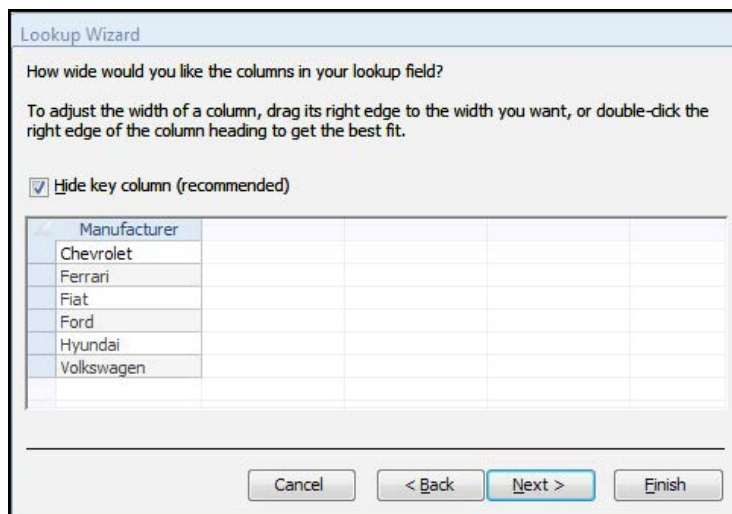 Lookup Wizard
How wide would you like the columns in your lookup field?
To adjust the width of a column, drag its right edge to the width you want, or double-click the
right edge of the column heading to get the best fit.
Hide key column (recommended)
Manufacturer
Chevrolet
Ferrari
Fiat
Ford
Hyundai
Volkswagen
Cancel < Back Next > Finish